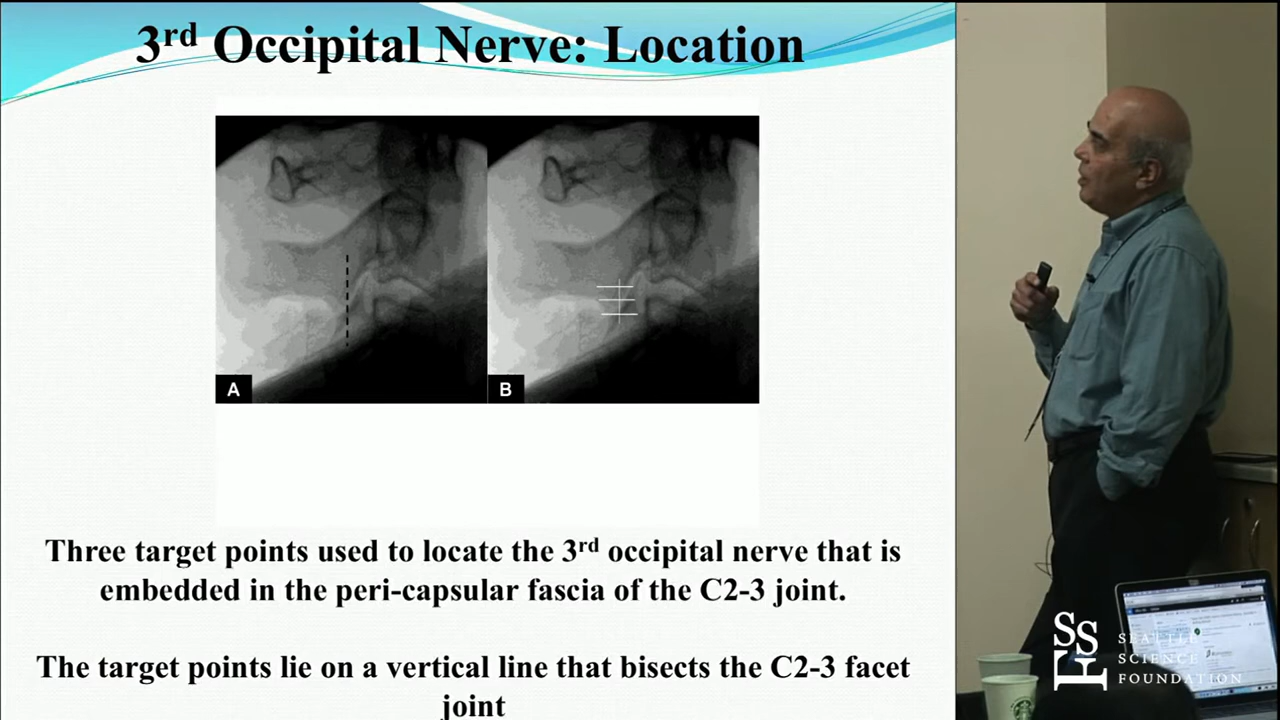 3rd Occipital Nerve: Location
A
B
Three target points used to locate the 3rd occipital nerve that is
embedded in the peri-capsular fascia of the C2-3 joint.
The target points lie on a vertical line that bisects the C2-3 facet
joint
SSF
SEATTLE
SCIENCE
FOUNDATION